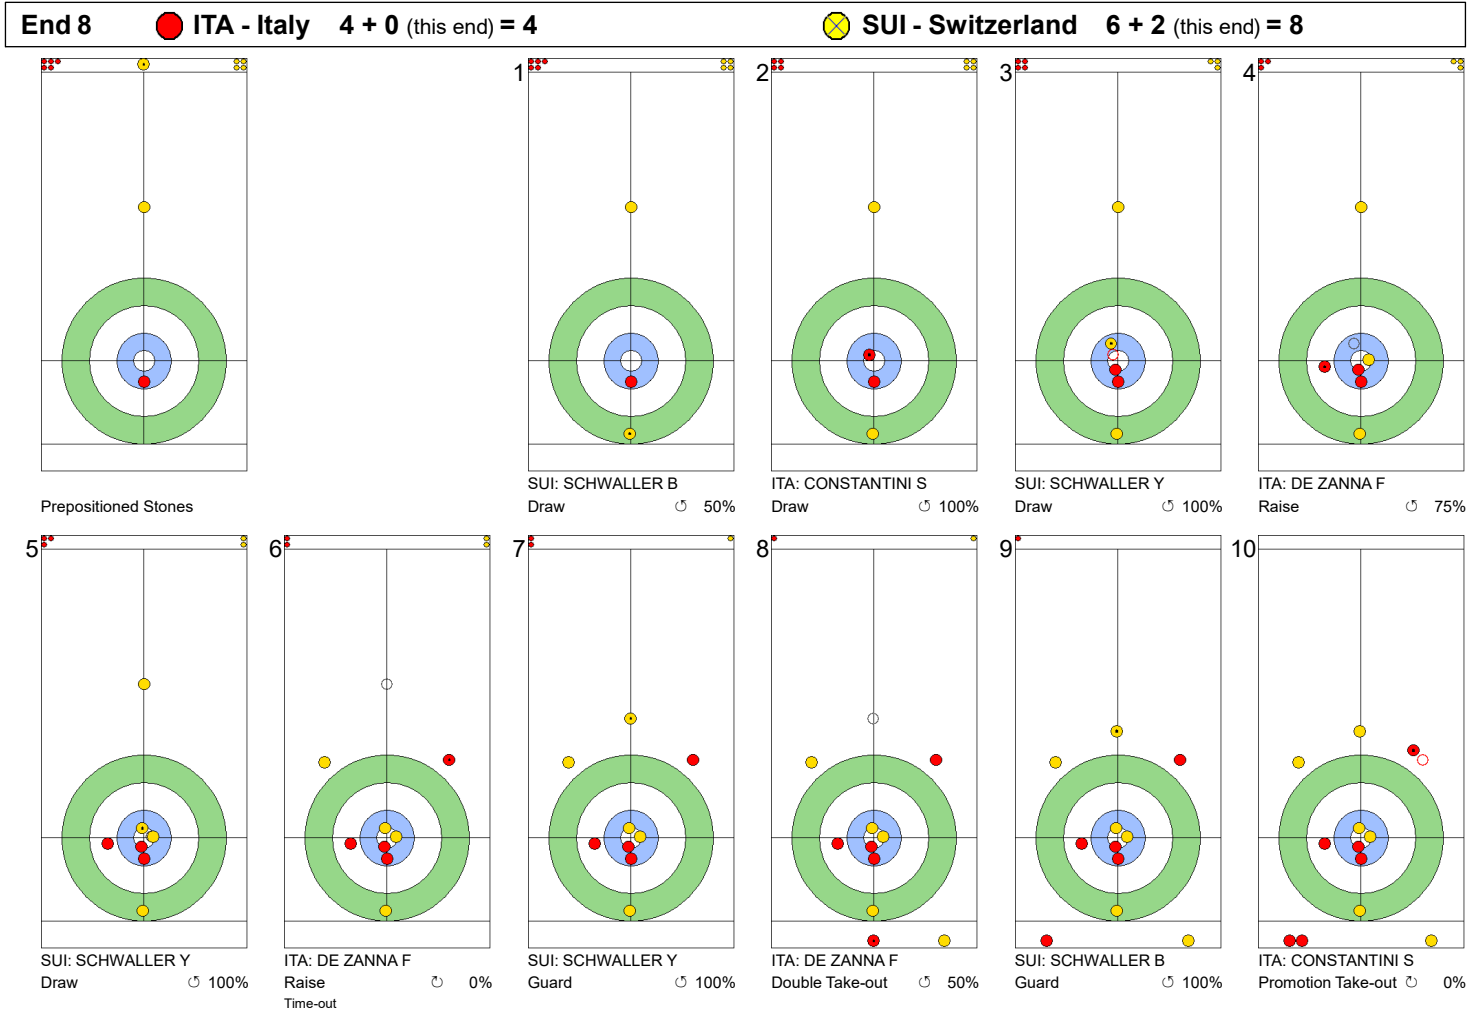 End 8 ITA - Italy 4 + 0 (this end) = 4 SUI - Switzerland 6 + 2 (this end) = 8
Prepositioned Stones
1
SUI: SCHWALLER B
Draw 50%
2
ITA: CONSTANTINI S
Draw 100%
3
SUI: SCHWALLER Y
Draw 100%
4
ITA: DE ZANNA F
Raise 75%
5
SUI: SCHWALLER Y
Draw 100%
6
ITA: DE ZANNA F
Raise 0%
Time-out
7
SUI: SCHWALLER Y
Guard 100%
8
ITA: DE ZANNA F
Double Take-out 50%
9
SUI: SCHWALLER B
Guard 100%
10
ITA: CONSTANTINI S
Promotion Take-out 0%